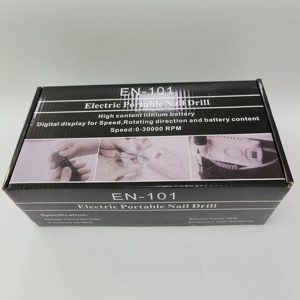 EN-101
Electric Portable Nail Drill
High content lithium battery
Digital display for Speed,Rotating direction and battery content
Speed:0-30000 RPM
EN-101
Electric Portable Nail Drill
Specification: